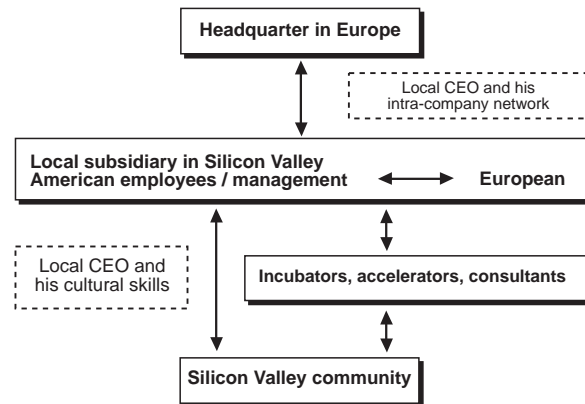 Headquarter in Europe
Local CEO and his
intra-company network
Local subsidiary in Silicon Valley
American employees / management European
Local CEO and
his cultural skills
Incubators, accelerators, consultants
Silicon Valley community